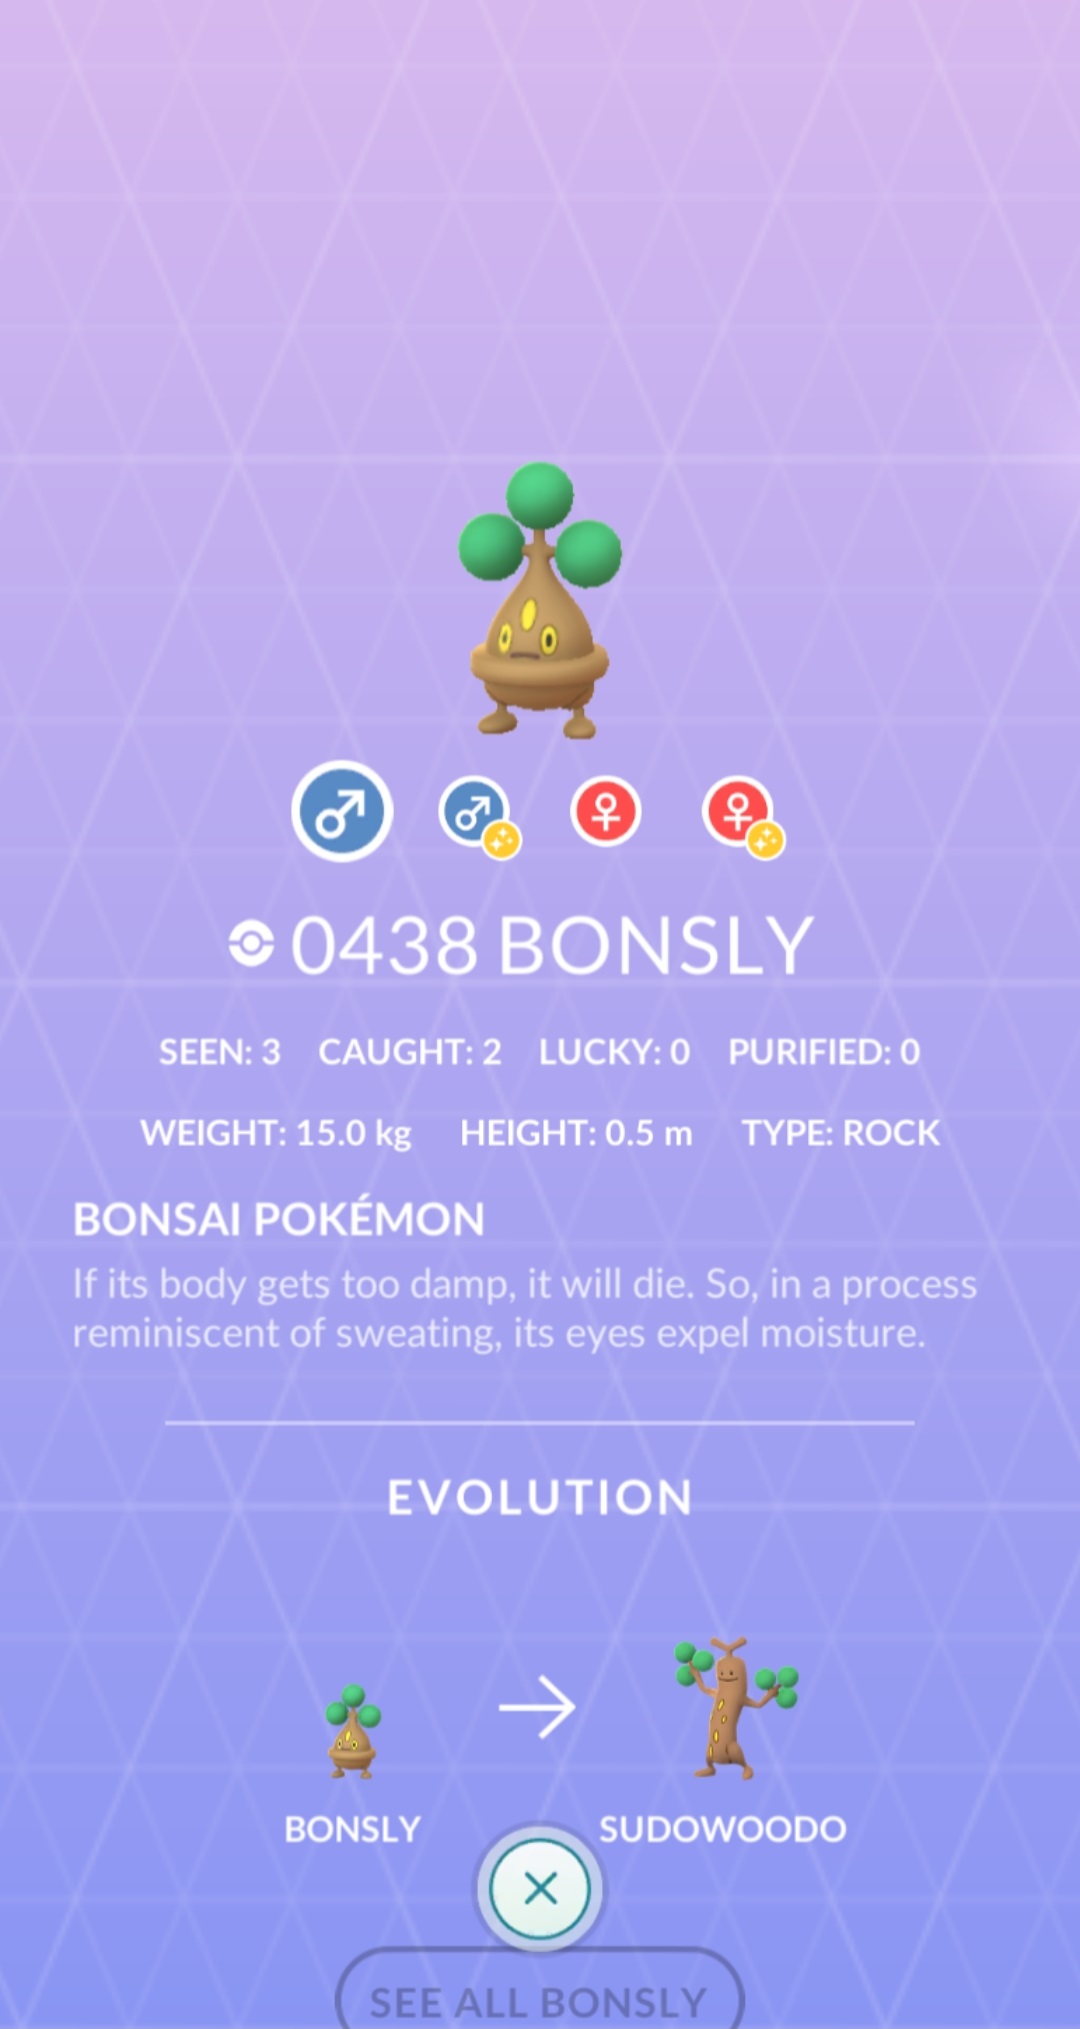 0438 BONSLY
SEEN: 3 CAUGHT: 2 LUCKY: 0 PURIFIED: 0
WEIGHT: 15.0 kg HEIGHT: 0.5 m TYPE: ROCK
BONSAI POKÉMON
If its body gets too damp, it will die. So, in a process
reminiscent of sweating, its eyes expel moisture.
EVOLUTION
BONSLY SUDOWOODO
SEE ALL BONSLY